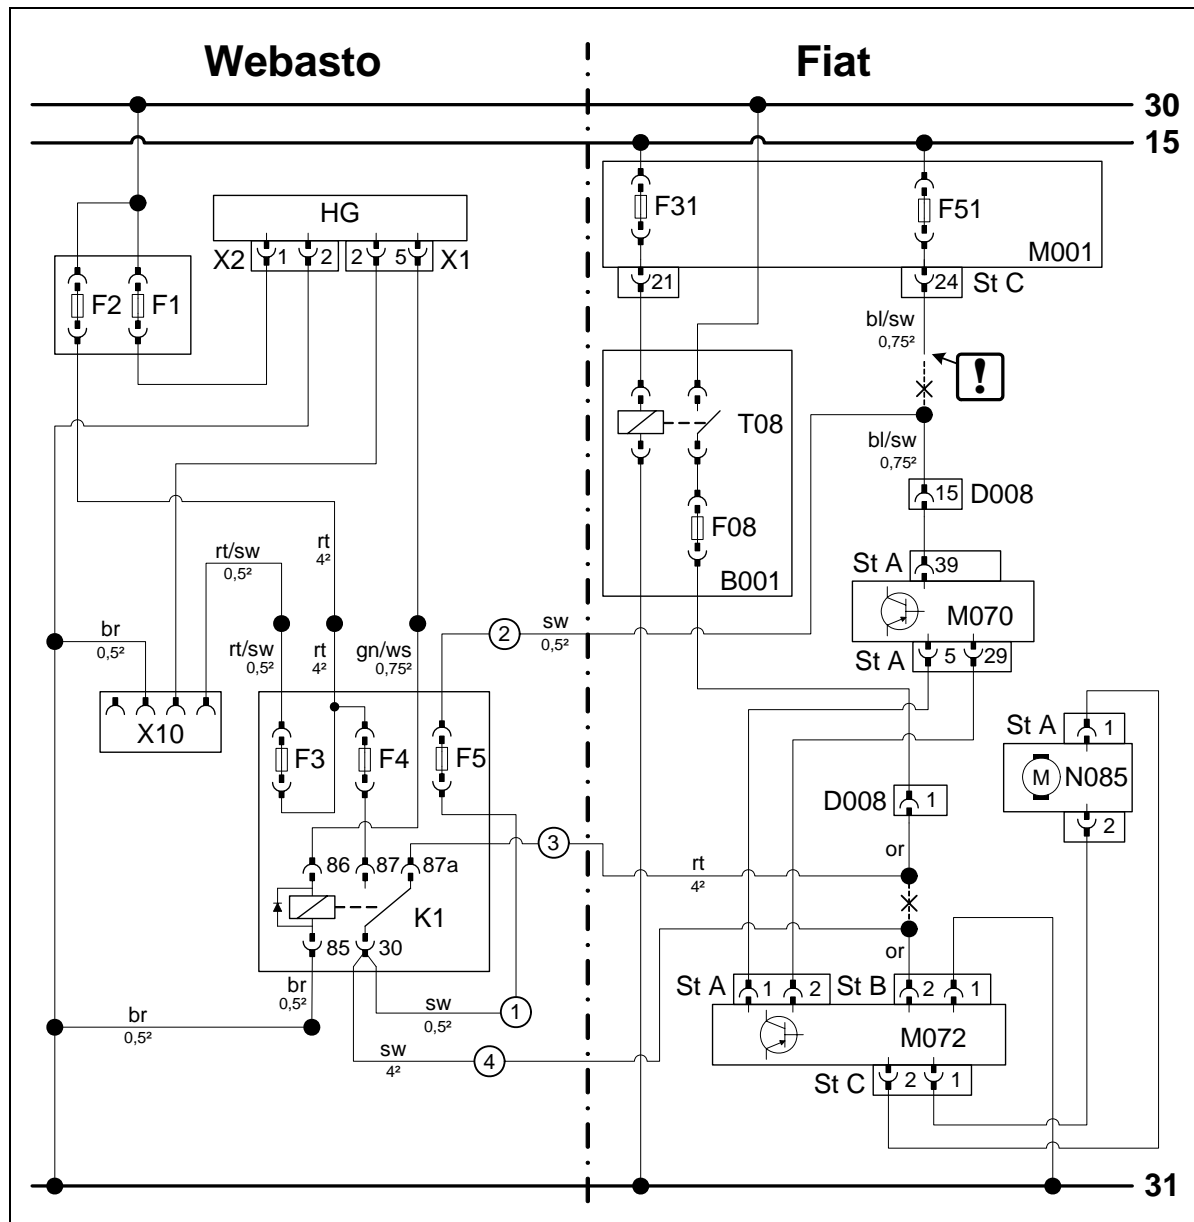 Webasto Fiat
30
15
HG
F31
F51
M001
X2 1 2 2 5 X1
21
24 St C
F2 F1
bl/sw
0,75²
!
T08
bl/sw
0,75²
15 D008
F08
rt/sw
0,5²
rt
4²
St A 39
B001
M070
br
0,5²
rt/sw
0,5²
rt
4²
gn/ws
0,75²
2
sw
0,5²
St A 5 29
X10
St A 1
F3 F4 F5
M N085
D008 1
2
3
or
86 87 87a
rt
4²
K1
85 30
or
br
0,5²
St A 1 2 St B 2 1
br
0,5²
sw
0,5²
1
M072
sw
4²
4
St C 2 1
31